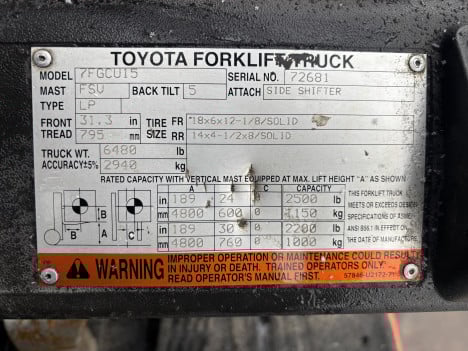 TOYOTA FORKLIFT TRUCK
MODEL 7FGCU15 SERIAL NO. 72681
MAST FSV BACK TILT 5 ATTACH SIDE SHIFTER
TYPE LP
FRONT 31.3 in TIRE FR 18x6x12-1/8/SOLID
TREAD 795 mm SIZE RR 14x4-1/2x8/SOLID
TRUCK WT. 6480 lb
ACCURACY±5% 2940 kg
RATED CAPACITY WITH VERTICAL MAST EQUIPPED AT MAX. LIFT HEIGHT "A" AS SHOWN
A B C CAPACITY
in 189 24 2500 lb THIS FORKLIFT TRUCK
mm 4800 600 0 1150 kg MEETS OR EXCEEDS DESIGN
in 189 30 0 2200 lb SPECIFICATIONS OF ASME
mm 4800 760 0 1000 kg ANSI B56.1 IN EFFECT ON
THE DATE OF MANUFACTURE
A
B C
WARNING IMPROPER OPERATION OR MAINTENANCE COULD RESULT
IN INJURY OR DEATH. TRAINED OPERATORS ONLY.
READ OPERATOR'S MANUAL FIRST.